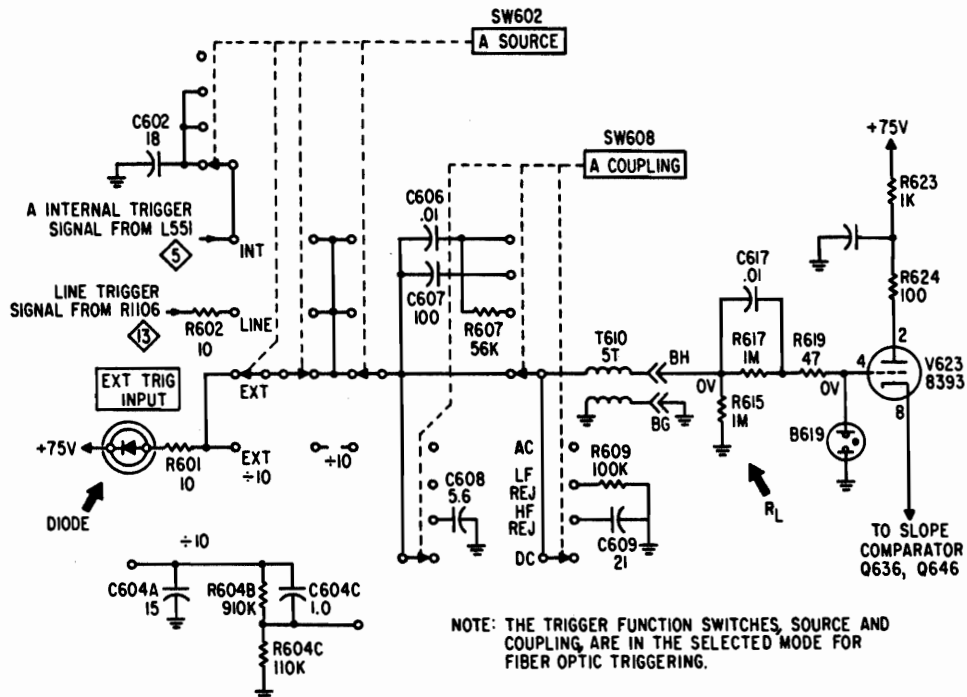 SW602
A SOURCE
C602
18
SW608
A COUPLING
+75V
R623
1K
A INTERNAL TRIGGER
SIGNAL FROM L551
5
INT
C606
.01
C607
100
R607
56K
C617
.01
R624
100
LINE TRIGGER
SIGNAL FROM R1106
13
R602
10
LINE
T610
5T
BH
R617
1M
R619
47
2
4
V623
8393
8
0V
0V
EXT TRIG
INPUT
EXT
BG
R615
1M
B619
+75V
R601
10
EXT
÷10
÷10
AC
LF
REJ
HF
REJ
DC
R609
100K
C608
5.6
C609
21
RL
DIODE
TO SLOPE
COMPARATOR
Q636, Q646
÷10
C604A
15
R604B
910K
C604C
1.0
R604C
110K
NOTE: THE TRIGGER FUNCTION SWITCHES, SOURCE AND
COUPLING, ARE IN THE SELECTED MODE FOR
FIBER OPTIC TRIGGERING.